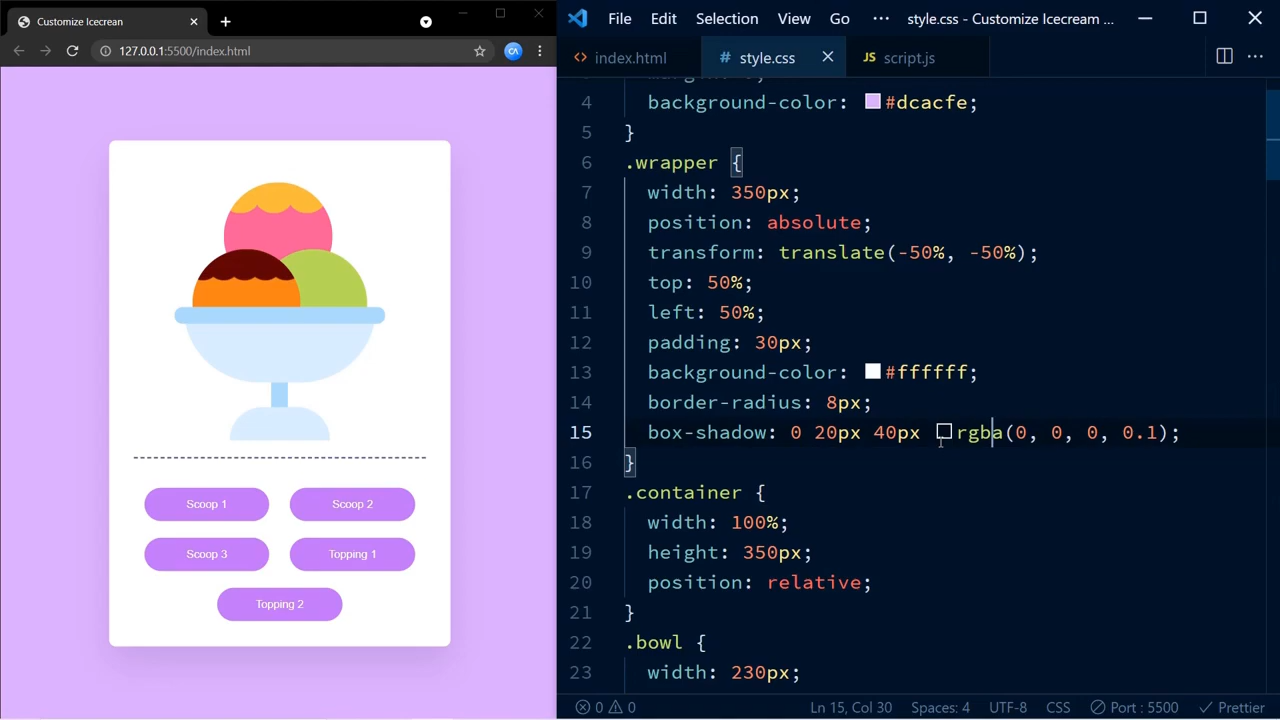 Customize Icecrean
127.0.0.1:5500/index.html
CA
Scoop 1
Scoop 2
Scoop 3
Topping 1
Topping 2
File Edit Selection View Go ··· style.css - Customize Icecream ...
<> index.html
# style.css
JS script.js
4 background-color: #dcacfe;
5 }
6 .wrapper {
7 width: 350px;
8 position: absolute;
9 transform: translate(-50%, -50%);
10 top: 50%;
11 left: 50%;
12 padding: 30px;
13 background-color: #ffffff;
14 border-radius: 8px;
15 box-shadow: 0 20px 40px rgba(0, 0, 0, 0.1);
16 }
17 .container {
18 width: 100%;
19 height: 350px;
20 position: relative;
21 }
22 .bowl {
23 width: 230px;
0 0 Ln 15, Col 30 Spaces: 4 UTF-8 CSS Port : 5500 Prettier